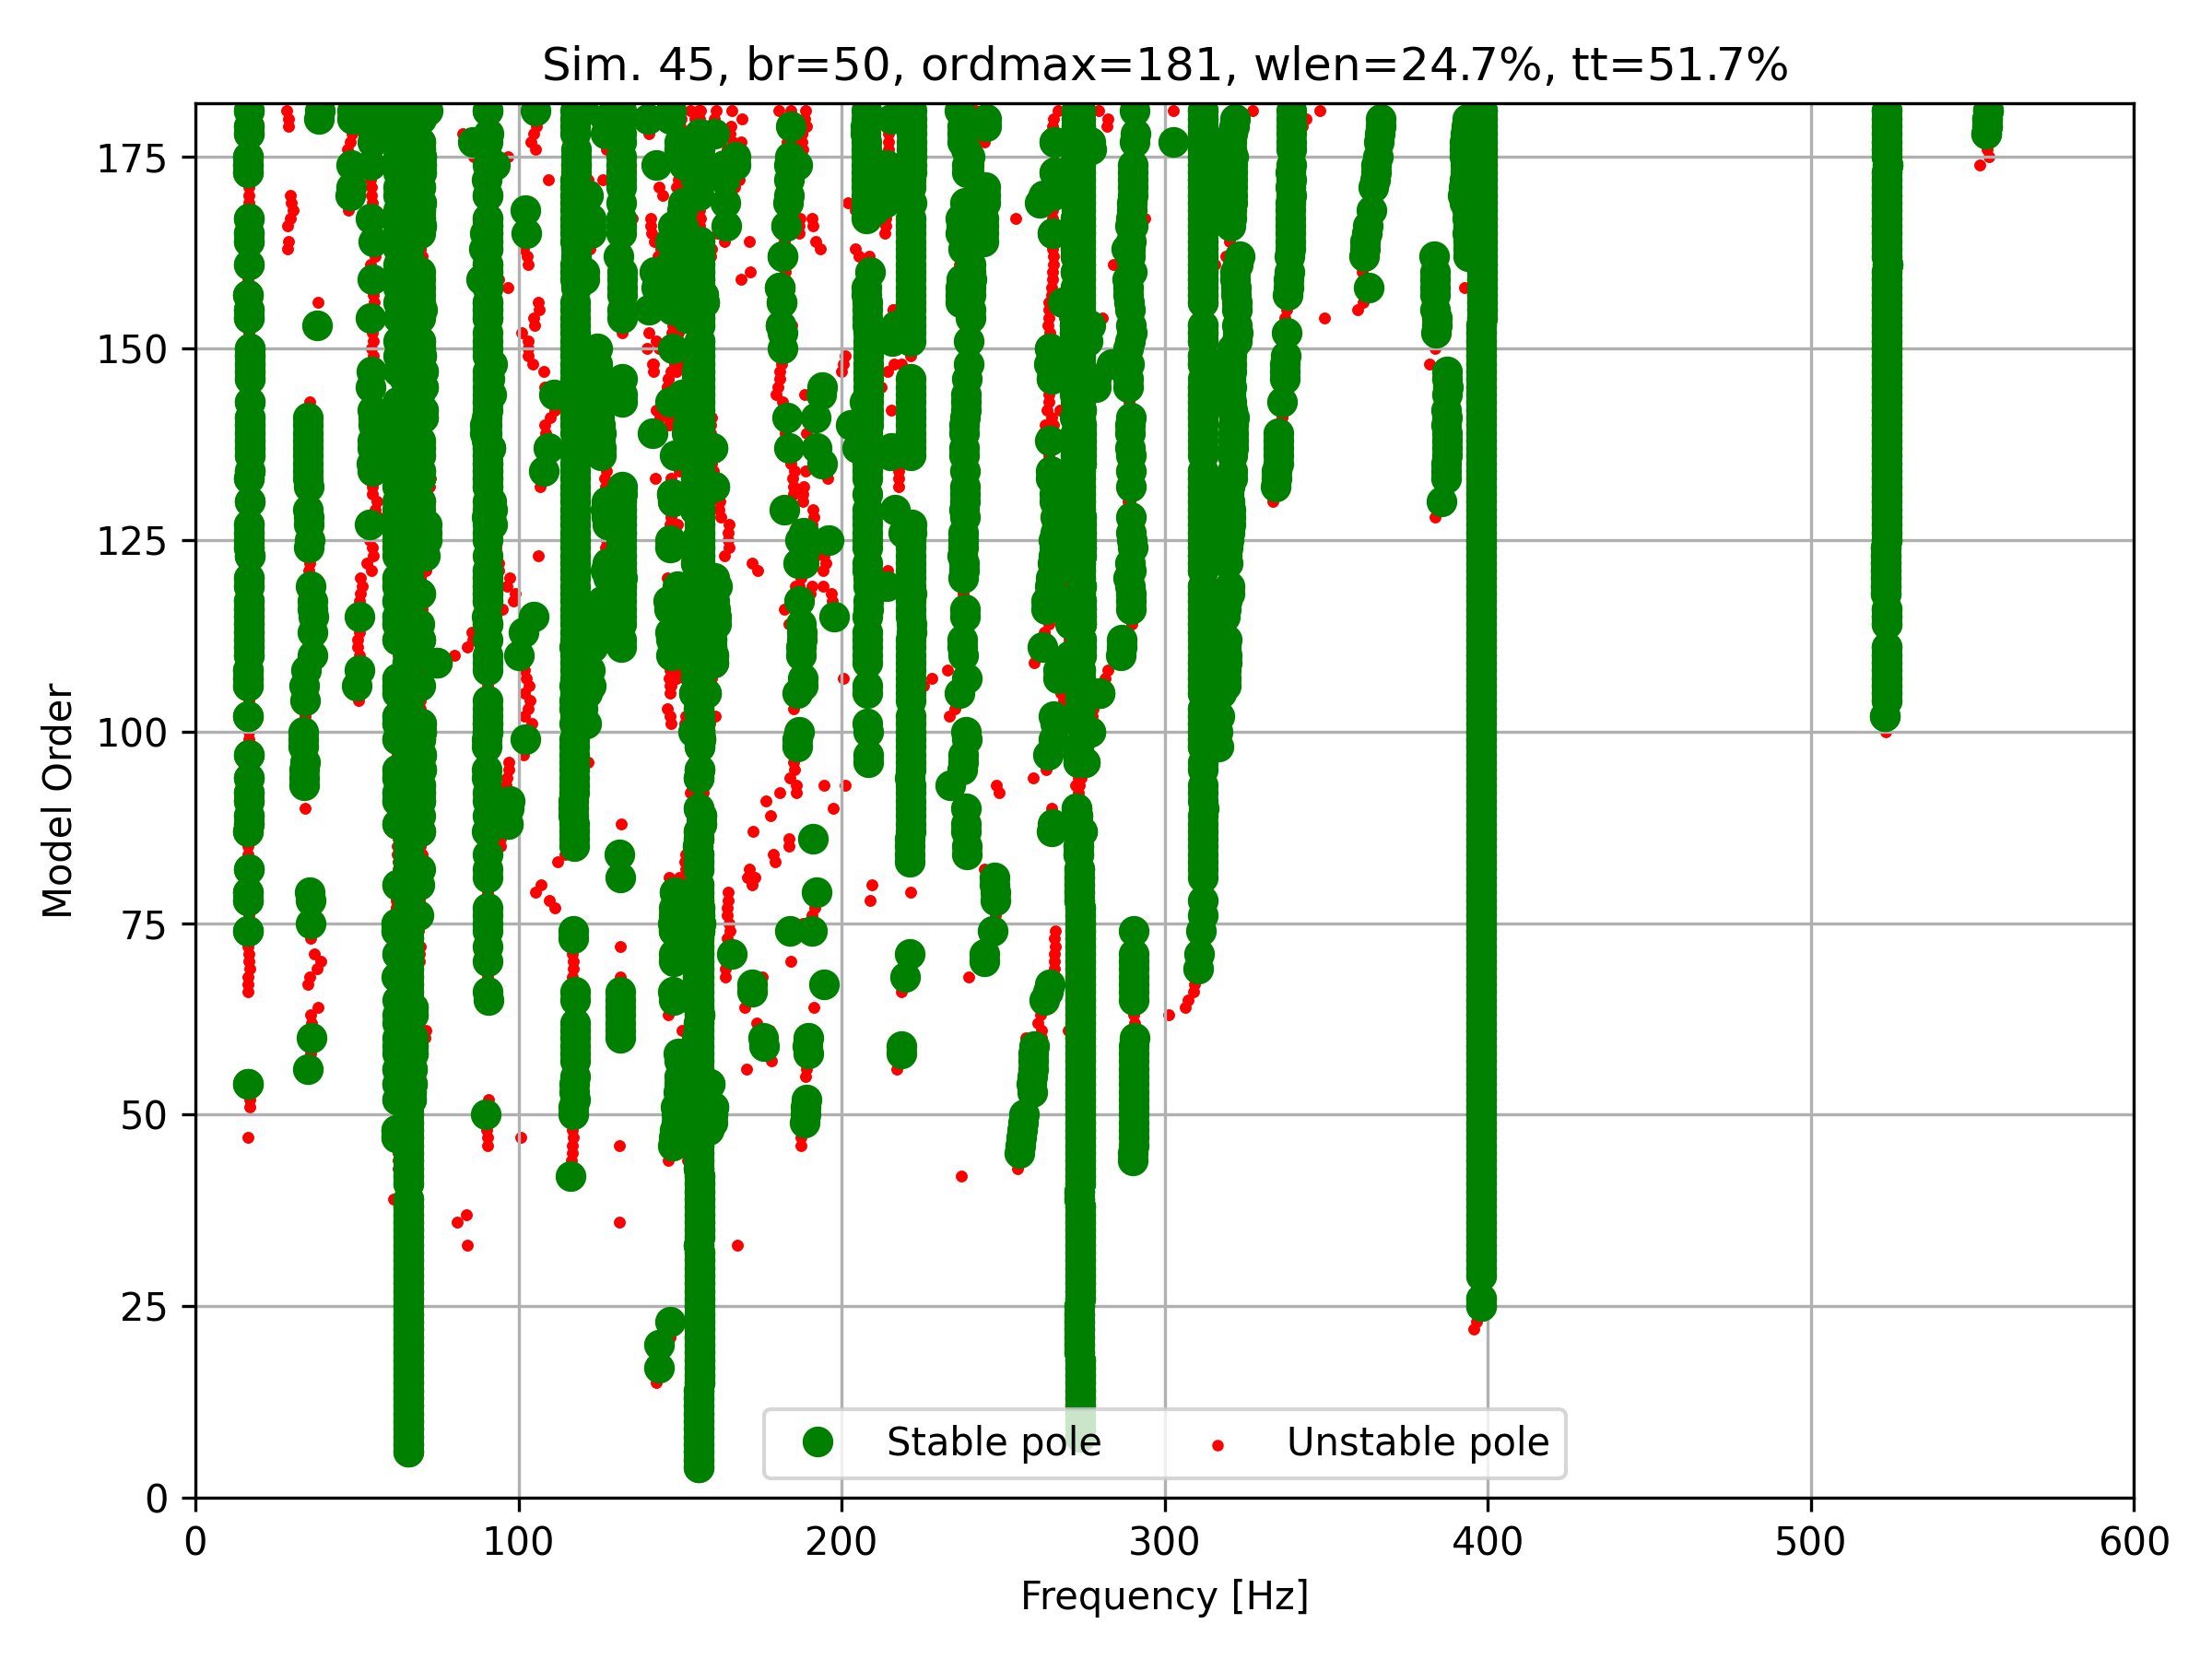 Sim. 45, br=50, ordmax=181, wlen=24.7%, tt=51.7%
Model Order
175
150
125
100
75
50
25
0
Stable pole
Unstable pole
0 100 200 300 400 500 600
Frequency [Hz]